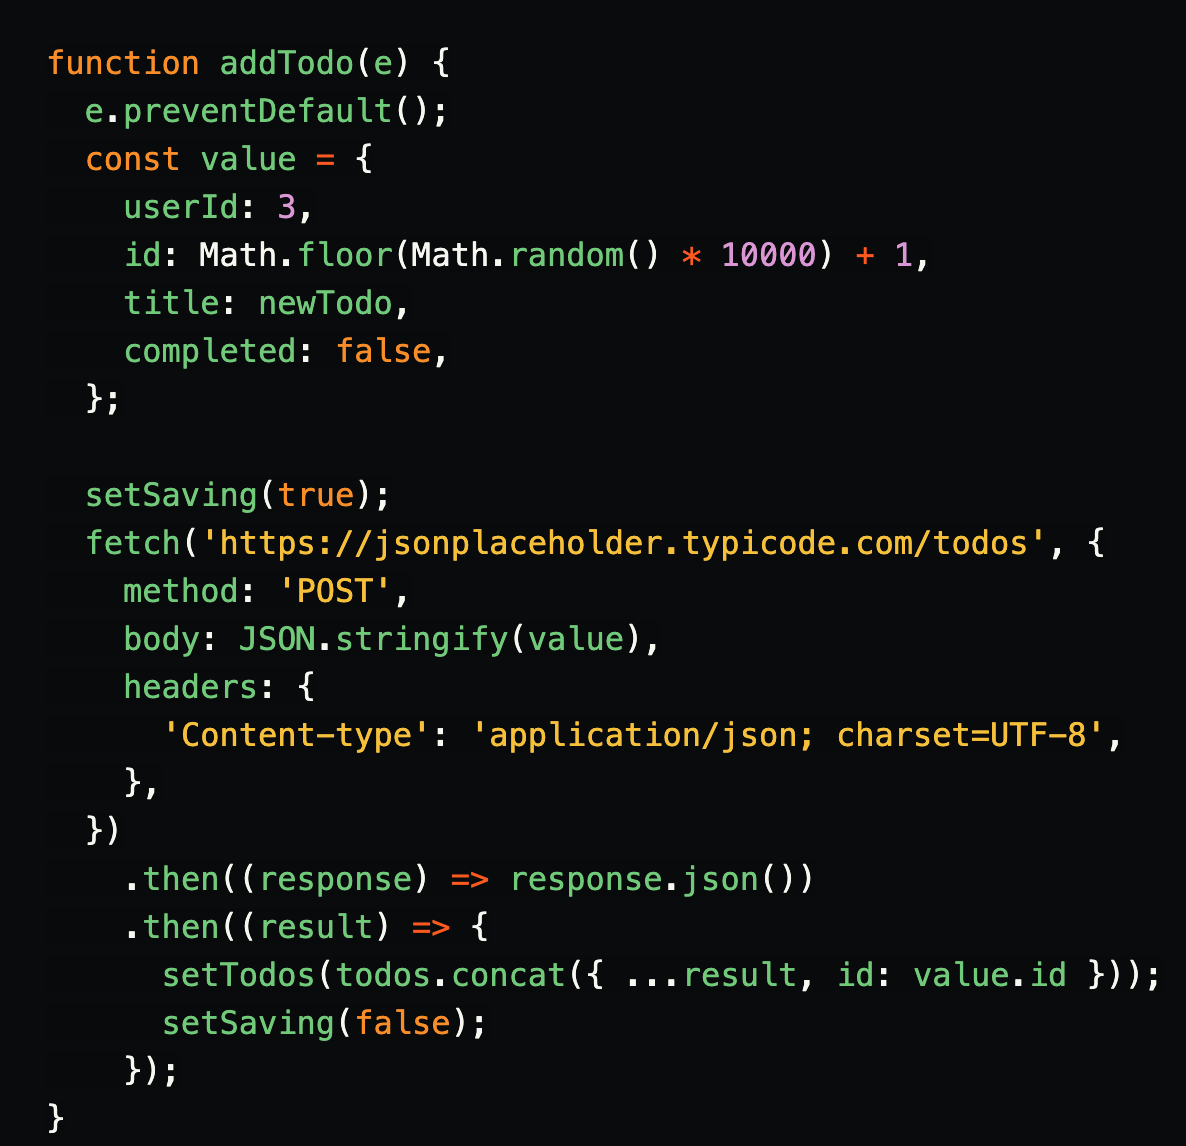 function addTodo(e) {
  e.preventDefault();
  const value = {
    userId: 3,
    id: Math.floor(Math.random() * 10000) + 1,
    title: newTodo,
    completed: false,
  };

  setSaving(true);
  fetch('https://jsonplaceholder.typicode.com/todos', {
    method: 'POST',
    body: JSON.stringify(value),
    headers: {
      'Content-type': 'application/json; charset=UTF-8',
    },
  })
    .then((response) => response.json())
    .then((result) => {
      setTodos(todos.concat({ ...result, id: value.id }));
      setSaving(false);
    });
}